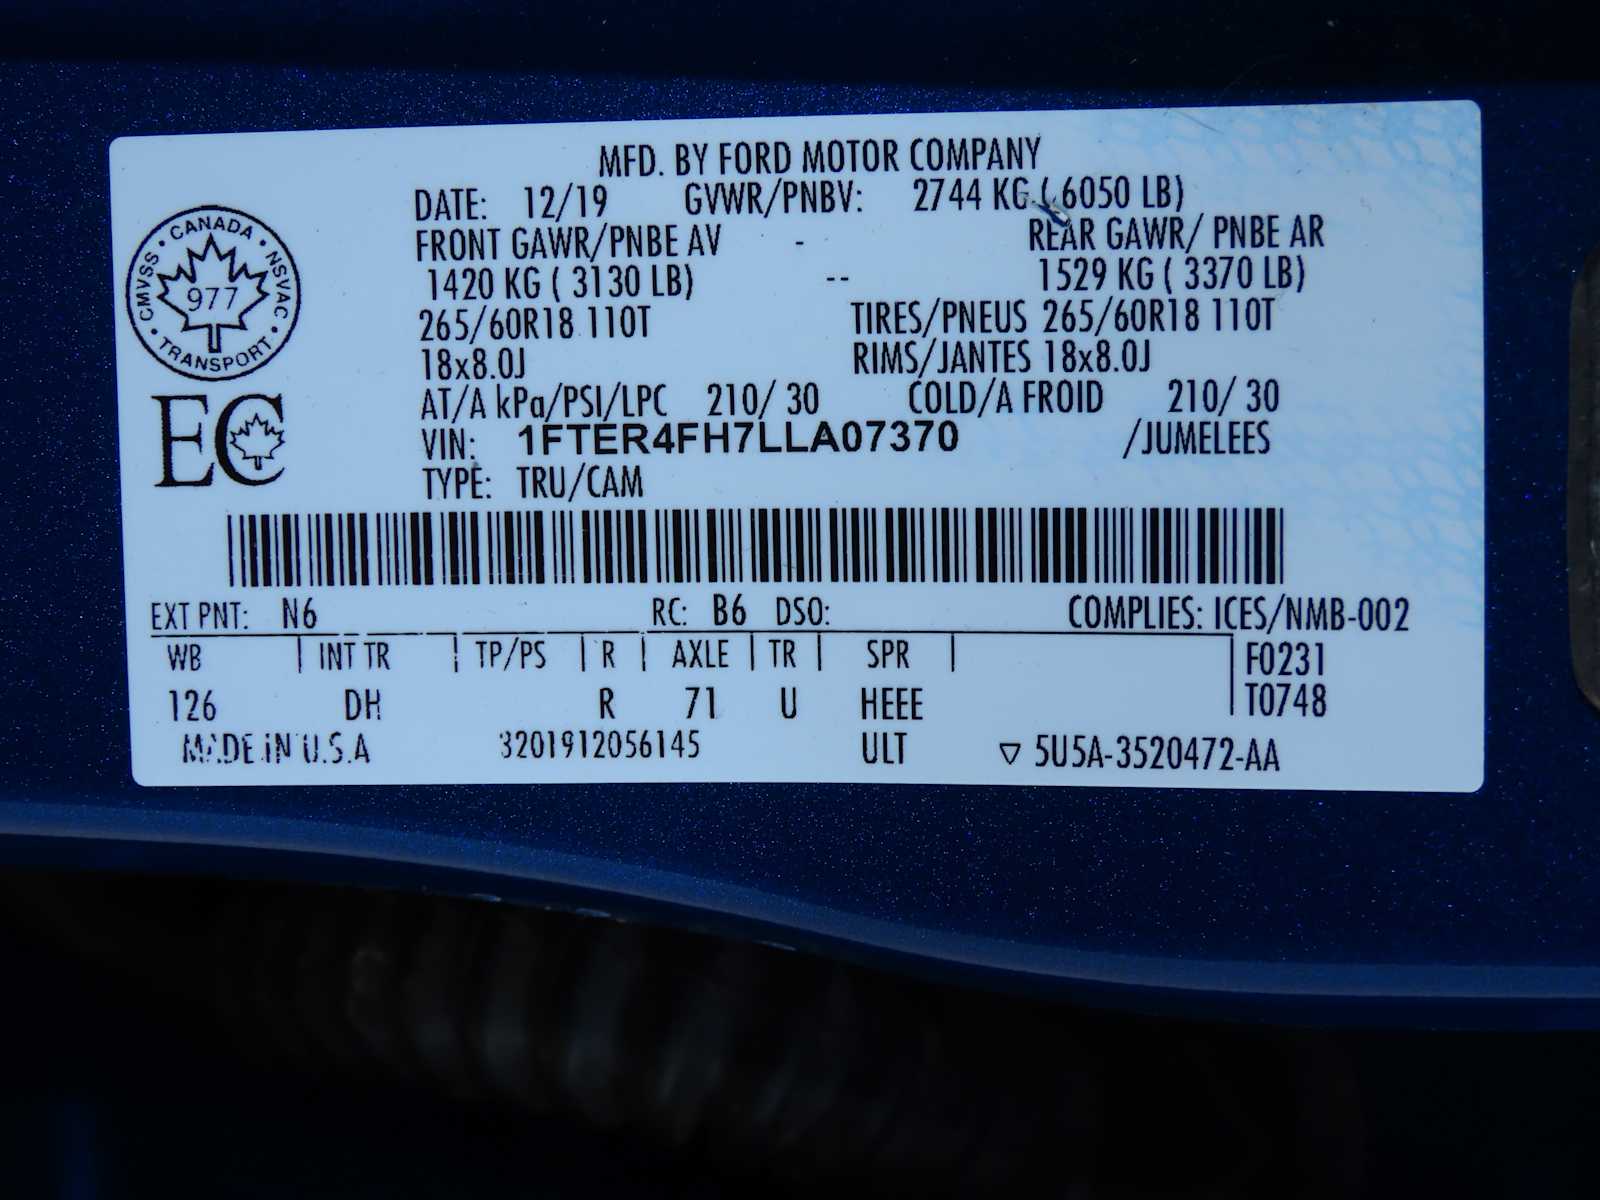 MFD. BY FORD MOTOR COMPANY
DATE: 12/19 GVWR/PNBV: 2744 KG ( 6050 LB)
FRONT GAWR/PNBE AV - REAR GAWR/ PNBE AR
1420 KG ( 3130 LB) -- 1529 KG ( 3370 LB)
265/60R18 110T TIRES/PNEUS 265/60R18 110T
18x8.0J RIMS/JANTES 18x8.0J
AT/A kPa/PSI/LPC 210/ 30 COLD/A FROID 210/ 30
VIN: 1FTER4FH7LLA07370 /JUMELEES
TYPE: TRU/CAM
CANADA
CMVSS • NSVAC
977
TRANSPORT
EC
EXT PNT: N6 RC: B6 DSO: COMPLIES: ICES/NMB-002
WB | INT TR | TP/PS | R | AXLE | TR | SPR | F0231
126 DH R 71 U HEEE T0748
MADE IN U.S.A 3201912056145 ULT ▽ 5U5A-3520472-AA